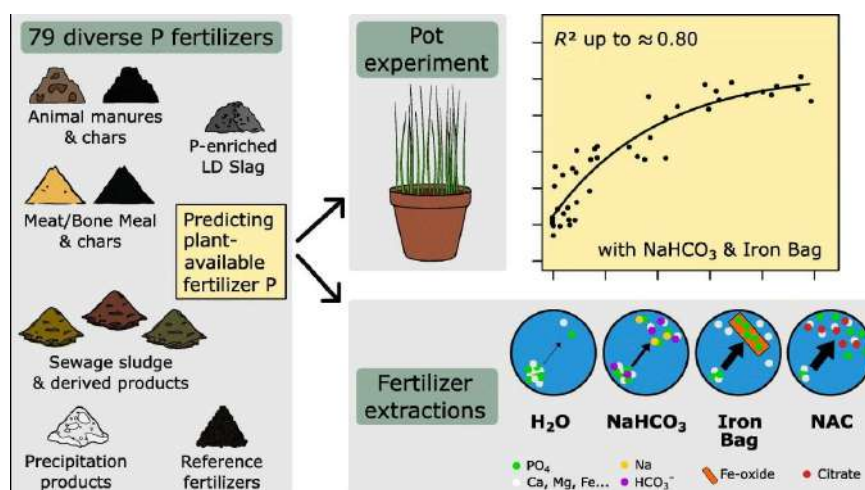 79 diverse P fertilizers
Animal manures
& chars
P-enriched
LD Slag
Meat/Bone Meal
& chars
Predicting
plant-
available
fertilizer P
Sewage sludge
& derived products
Precipitation
products
Reference
fertilizers
Pot
experiment
R² up to ≈ 0.80
with NaHCO₃ & Iron Bag
Fertilizer
extractions
H₂O
NaHCO₃
Iron
Bag
NAC
PO₄
Ca, Mg, Fe...
Na
HCO₃⁻
Fe-oxide
Citrate